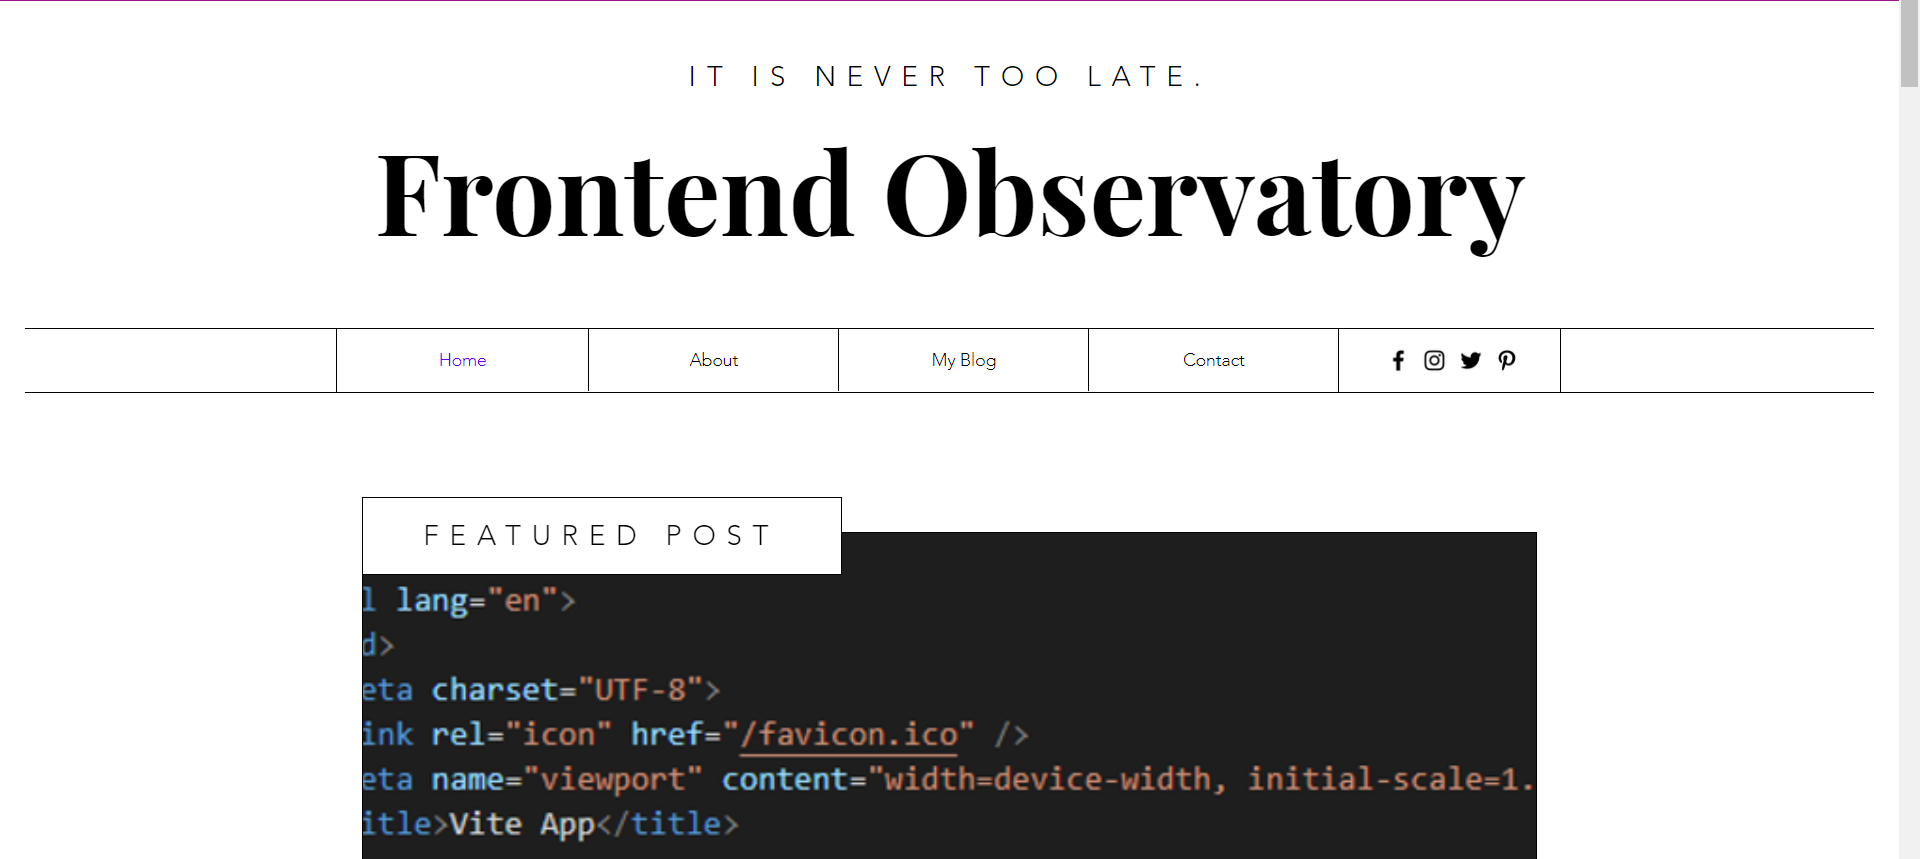 IT IS NEVER TOO LATE.
Frontend Observatory
Home About My Blog Contact
FEATURED POST
l lang="en">
d>
eta charset="UTF-8">
ink rel="icon" href="/favicon.ico" />
eta name="viewport" content="width=device-width, initial-scale=1.
itle>Vite App</title>